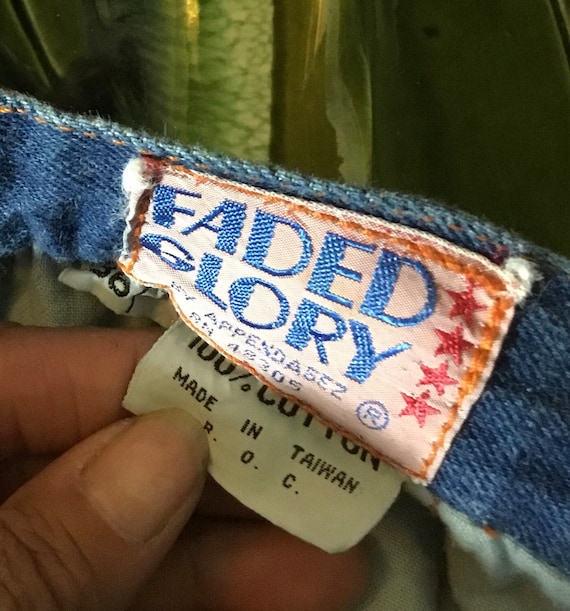 FADED
GLORY
BY APPENDAGEZ
RN 48305
®
100% COTTON
MADE IN TAIWAN
R. O. C.